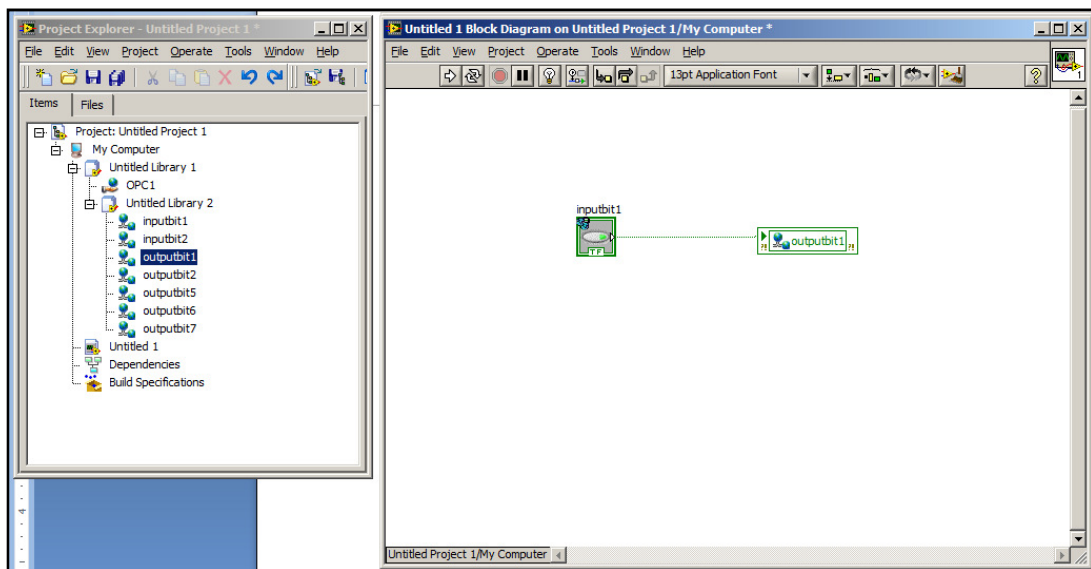 Project Explorer - Untitled Project 1 *
File Edit View Project Operate Tools Window Help
Items Files
Project: Untitled Project 1
My Computer
Untitled Library 1
OPC1
Untitled Library 2
inputbit1
inputbit2
outputbit1
outputbit2
outputbit5
outputbit6
outputbit7
Untitled 1
Dependencies
Build Specifications
Untitled 1 Block Diagram on Untitled Project 1/My Computer *
File Edit View Project Operate Tools Window Help
13pt Application Font
1
inputbit1
TF
outputbit1
Untitled Project 1/My Computer
4